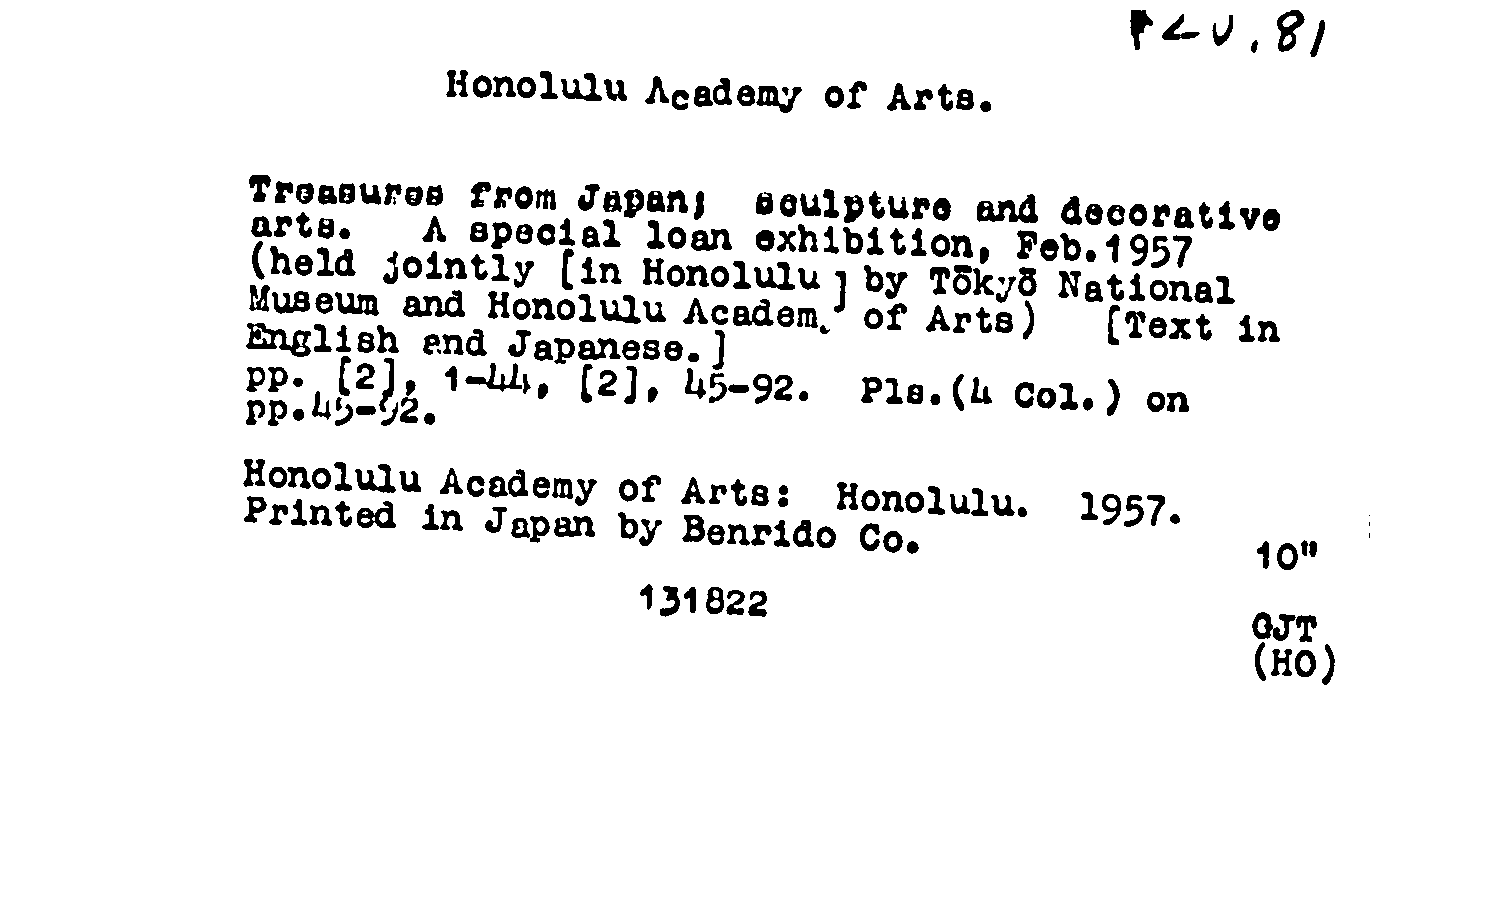 .81
Honolulu Academy of Arts.
Treasures from Japan; sculpture and decorative
arts. A special loan exhibition, Feb.1957
(held jointly [in Honolulu] by Tōkyō National
Museum and Honolulu Academ. of Arts) [Text in
English and Japanese.]
pp. [2], 1-44, [2], 45-92. Pls.(4 Col.) on
pp.45-92.
Honolulu Academy of Arts: Honolulu. 1957.
Printed in Japan by Benrido Co.
10"
131822
GJT
(HO)